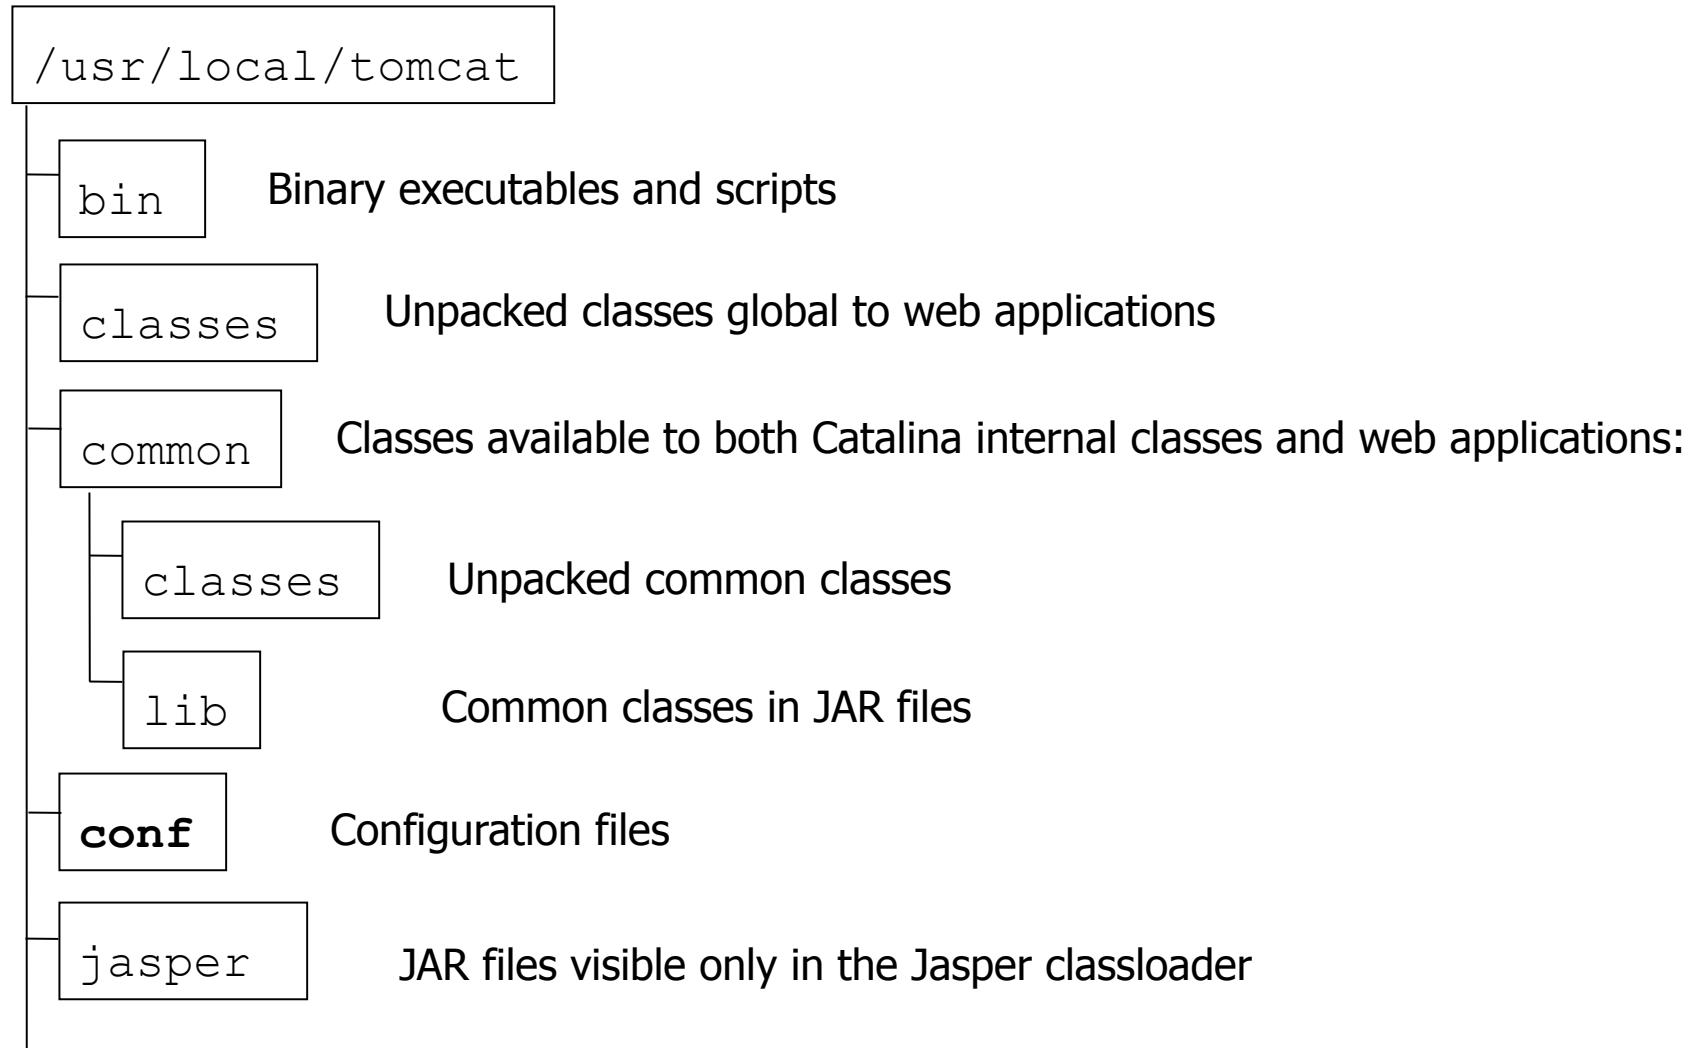 /usr/local/tomcat
bin Binary executables and scripts
classes Unpacked classes global to web applications
common Classes available to both Catalina internal classes and web applications:
classes Unpacked common classes
lib Common classes in JAR files
conf Configuration files
jasper JAR files visible only in the Jasper classloader